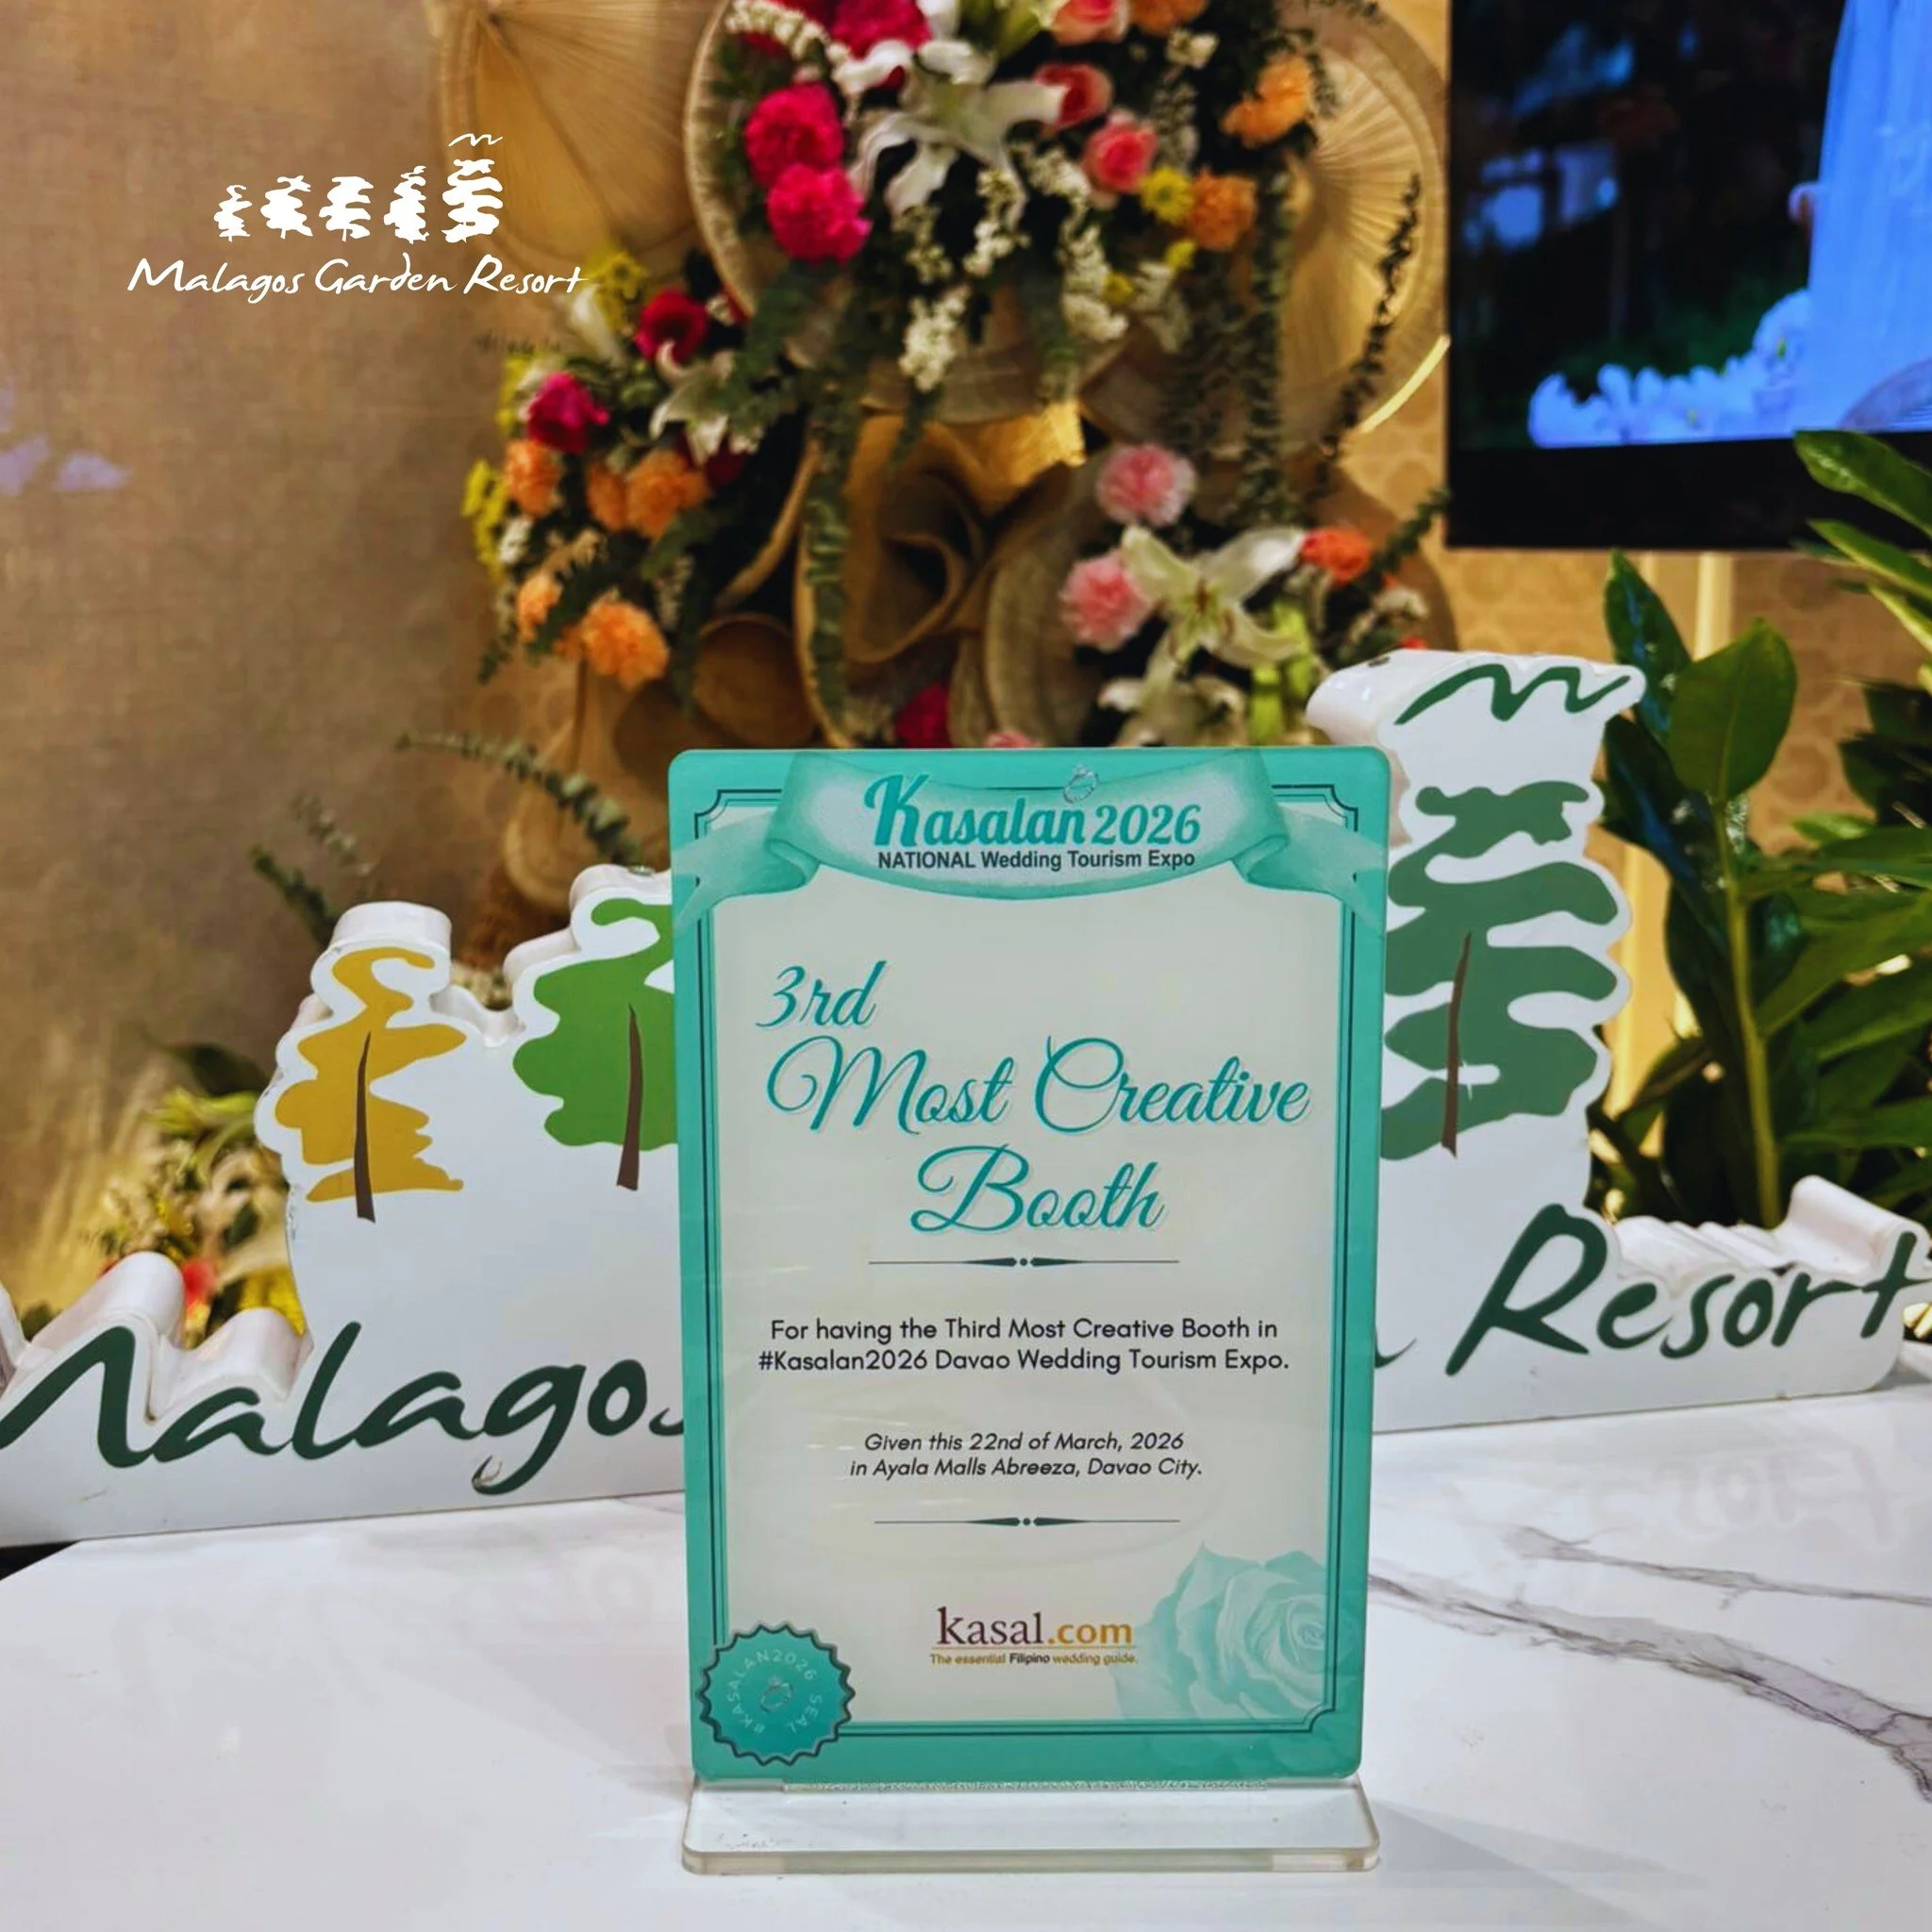 Malagos Garden Resort
Kasalan 2026
NATIONAL Wedding Tourism Expo
3rd
Most Creative
Booth
For having the Third Most Creative Booth in
#Kasalan2026 Davao Wedding Tourism Expo.
Given this 22nd of March, 2026
in Ayala Malls Abreeza, Davao City.
kasal.com
The essential Filipino wedding guide.
#KASALAN2026 SEAL
Malagos
Resort